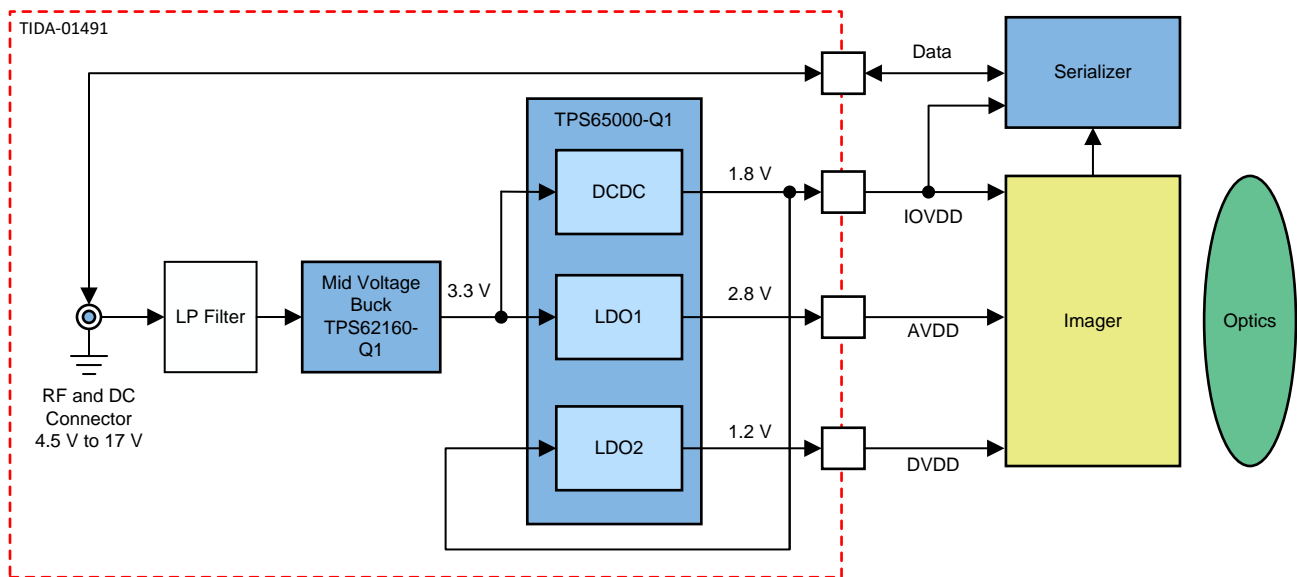 TIDA-01491
Data
Serializer
TPS65000-Q1
DCDC
1.8 V
IOVDD
Mid Voltage
Buck
TPS62160-
Q1
LP Filter
3.3 V
LDO1
2.8 V
AVDD
Imager
Optics
RF and DC
Connector
4.5 V to 17 V
LDO2
1.2 V
DVDD